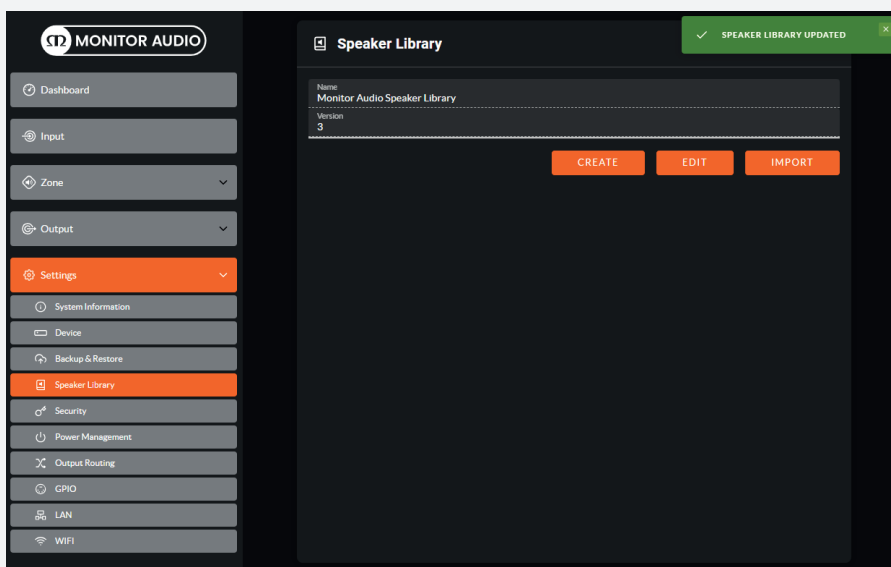 MONITOR AUDIO
Dashboard
Input
Zone
Output
Settings
System Information
Device
Backup & Restore
Speaker Library
Security
Power Management
Output Routing
GPIO
LAN
WIFI
Speaker Library
SPEAKER LIBRARY UPDATED
Name
Monitor Audio Speaker Library
Version
3
CREATE
EDIT
IMPORT